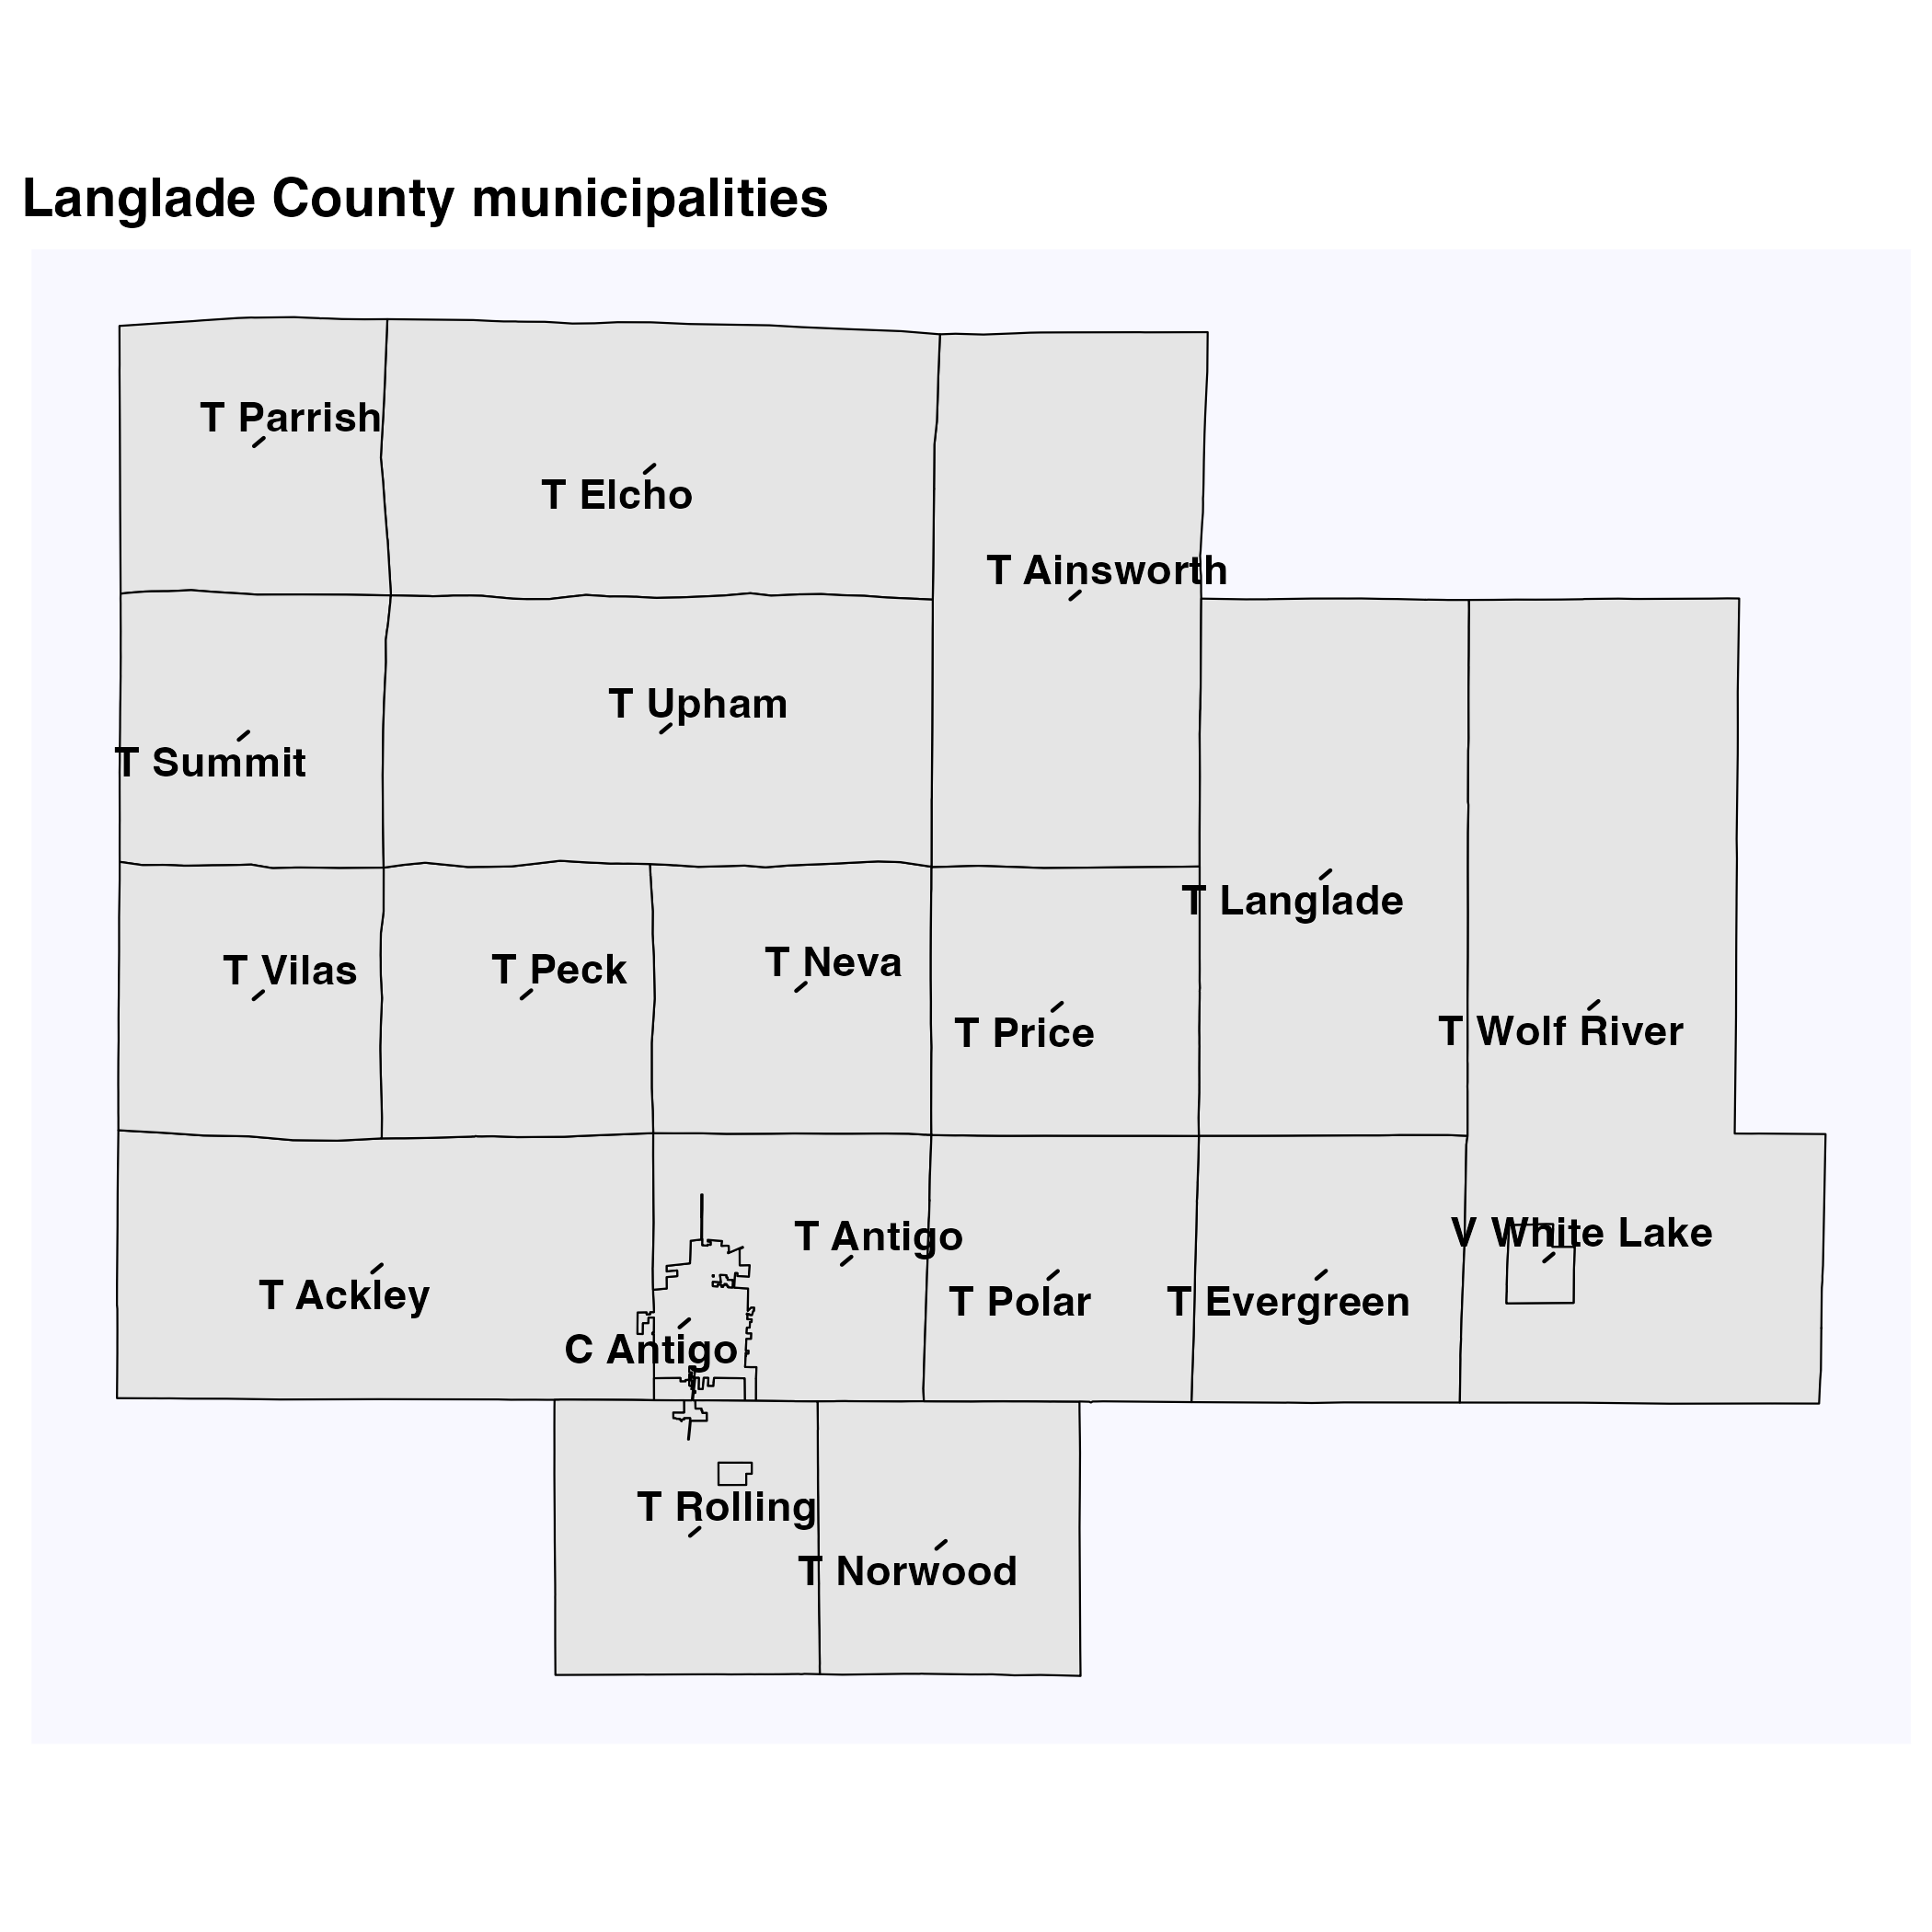 Langlade County municipalities
T Parrish
T Elcho
T Ainsworth
T Upham
T Summit
T Langlade
T Vilas
T Peck
T Neva
T Price
T Wolf River
T Antigo
V White Lake
T Ackley
T Polar
T Evergreen
C Antigo
T Rolling
T Norwood